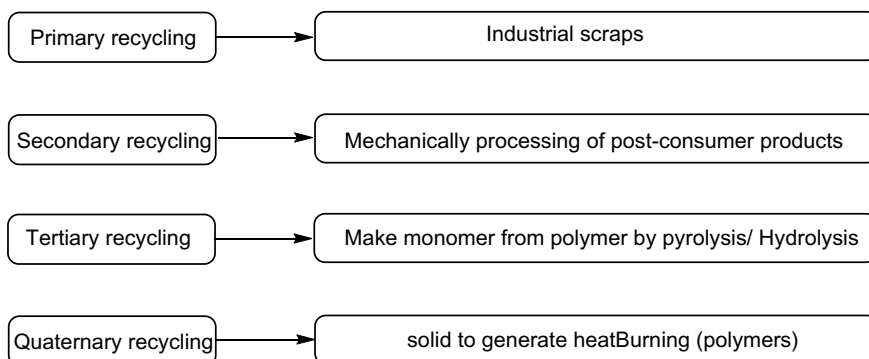 Primary recycling
Industrial scraps
Secondary recycling
Mechanically processing of post-consumer products
Tertiary recycling
Make monomer from polymer by pyrolysis/ Hydrolysis
Quaternary recycling
solid to generate heatBurning (polymers)